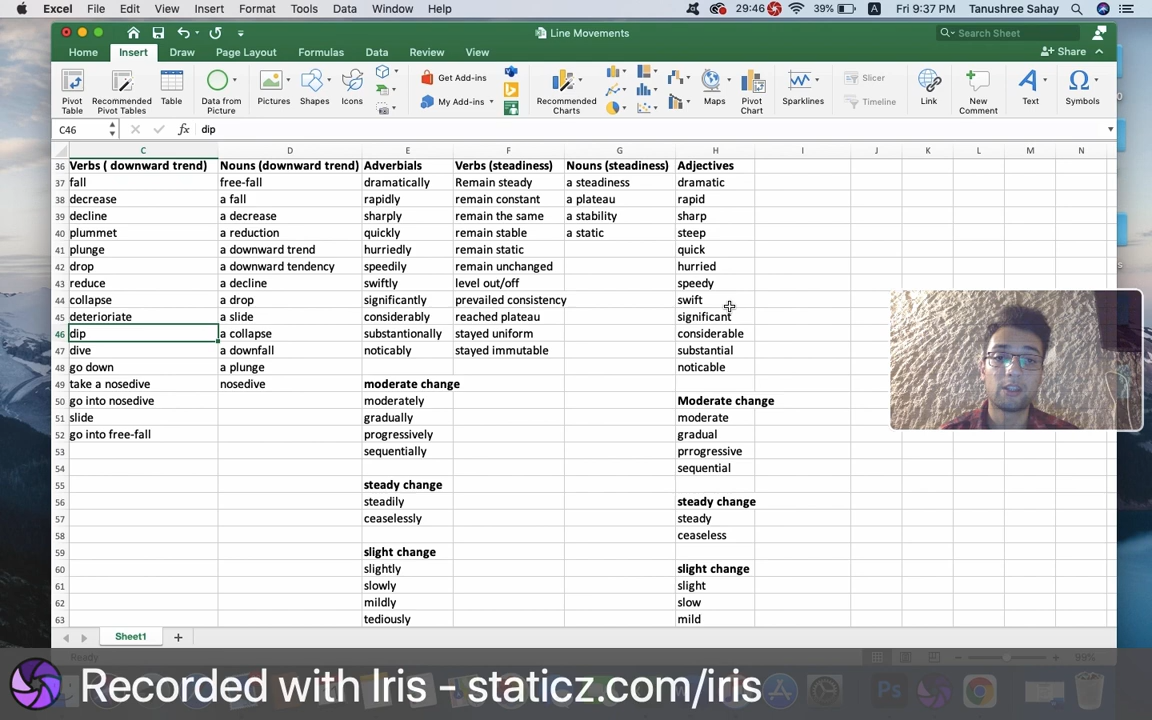 Excel File Edit View Insert Format Tools Data Window Help 29:46 39% A Fri 9:37 PM Tanushree Sahay
Line Movements Search Sheet
Home Insert Draw Page Layout Formulas Data Review View Share
Pivot Table Recommended Pivot Tables Table Data from Picture Pictures Shapes Icons Get Add-ins My Add-ins Recommended Charts Maps Pivot Chart Sparklines Slicer Timeline Link New Comment Text Symbols
C46 fx dip
C D E F G H I J K L M N
36 Verbs ( downward trend) Nouns (downward trend) Adverbials Verbs (steadiness) Nouns (steadiness) Adjectives
37 fall free-fall dramatically Remain steady a steadiness dramatic
38 decrease a fall rapidly remain constant a plateau rapid
39 decline a decrease sharply remain the same a stability sharp
40 plummet a reduction quickly remain stable a static steep
41 plunge a downward trend hurriedly remain static quick
42 drop a downward tendency speedily remain unchanged hurried
43 reduce a decline swiftly level out/off speedy
44 collapse a drop significantly prevailed consistency swift
45 deterioriate a slide considerably reached plateau significant
46 dip a collapse substantionally stayed uniform considerable
47 dive a downfall noticably stayed immutable substantial
48 go down a plunge noticable
49 take a nosedive nosedive moderate change
50 go into nosedive moderately Moderate change
51 slide gradually moderate
52 go into free-fall progressively gradual
53 sequentially prrogressive
54 sequential
55 steady change
56 steadily steady change
57 ceaselessly steady
58 ceaseless
59 slight change
60 slightly slight change
61 slowly slight
62 mildly slow
63 tediously mild
Sheet1
Ready
Recorded with Iris - staticz.com/iris